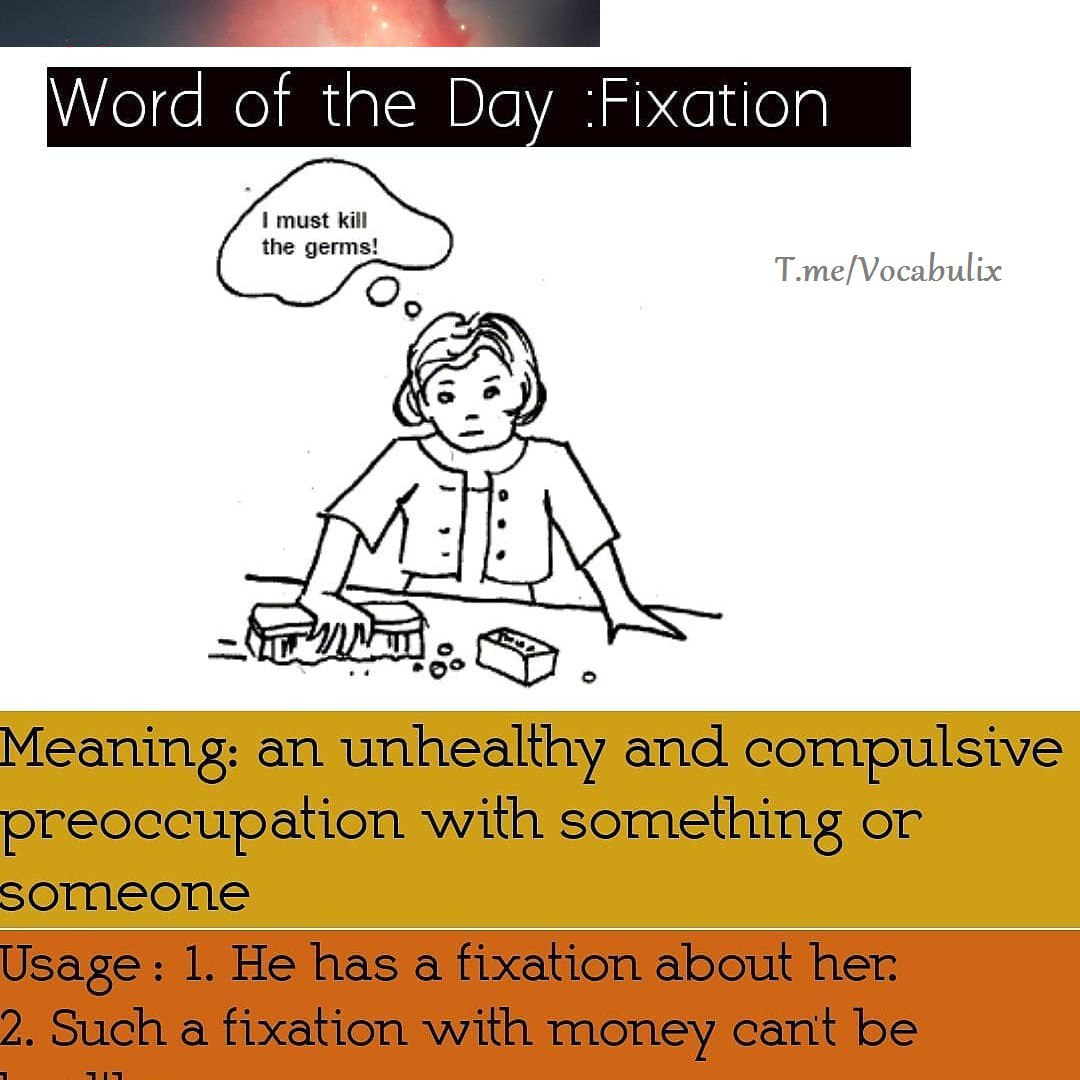 Word of the Day :Fixation
I must kill
the germs!
T.me/Vocabulix
Meaning: an unhealthy and compulsive
preoccupation with something or
someone
Usage : 1. He has a fixation about her.
2. Such a fixation with money can't be